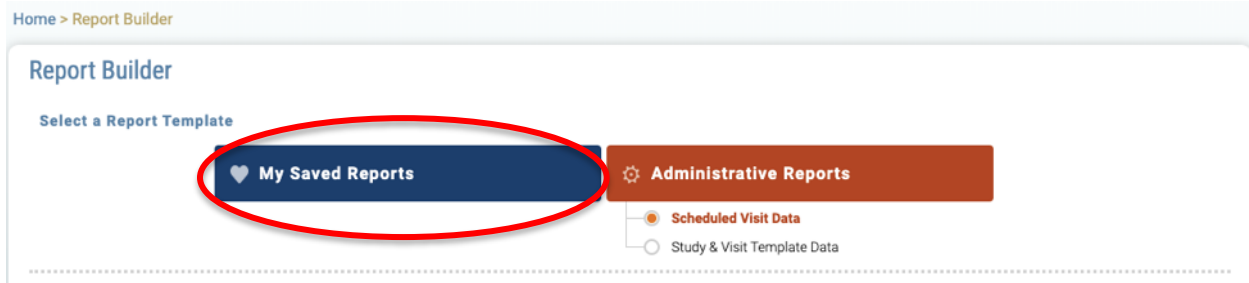 Home > Report Builder
Report Builder
Select a Report Template
My Saved Reports
Administrative Reports
Scheduled Visit Data
Study & Visit Template Data